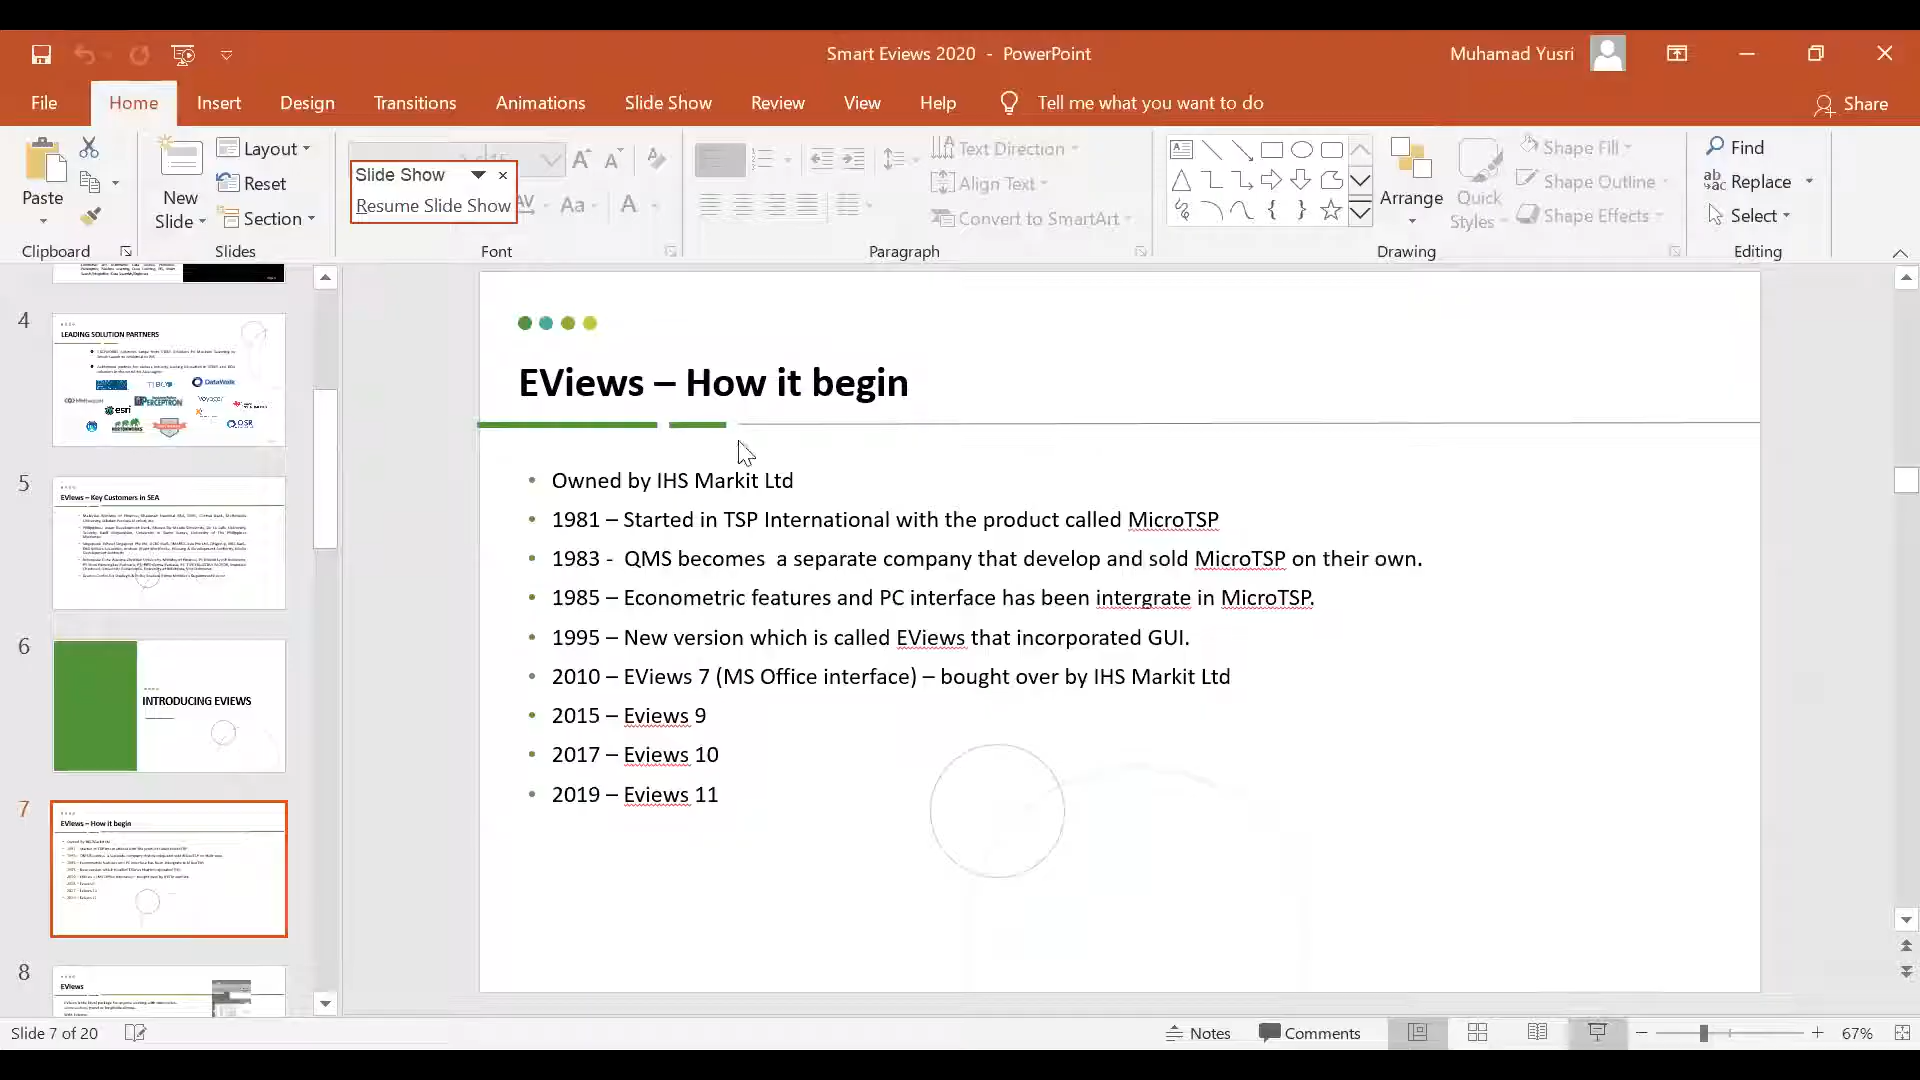 Smart Eviews 2020 - PowerPoint
Muhamad Yusri
File Home Insert Design Transitions Animations Slide Show Review View Help Tell me what you want to do Share
Paste
Clipboard
New Slide
Layout
Reset
Section
Slides
Slide Show
Resume Slide Show
Aa
A
Font
Text Direction
Align Text
Convert to SmartArt
Paragraph
Arrange
Quick Styles
Shape Fill
Shape Outline
Shape Effects
Drawing
Find
Replace
Select
Editing
4
LEADING SOLUTION PARTNERS
DataWalk
esri
PERCEPTRON
Voyager
HORTONWORKS
OSR
5
EViews – Key Customers in SEA
6
INTRODUCING EVIEWS
7
EViews – How it begin
8
EViews
EViews – How it begin
• Owned by IHS Markit Ltd
• 1981 – Started in TSP International with the product called MicroTSP
• 1983 - QMS becomes a separate company that develop and sold MicroTSP on their own.
• 1985 – Econometric features and PC interface has been intergrate in MicroTSP.
• 1995 – New version which is called EViews that incorporated GUI.
• 2010 – EViews 7 (MS Office interface) – bought over by IHS Markit Ltd
• 2015 – Eviews 9
• 2017 – Eviews 10
• 2019 – Eviews 11
Slide 7 of 20
Notes
Comments
67%